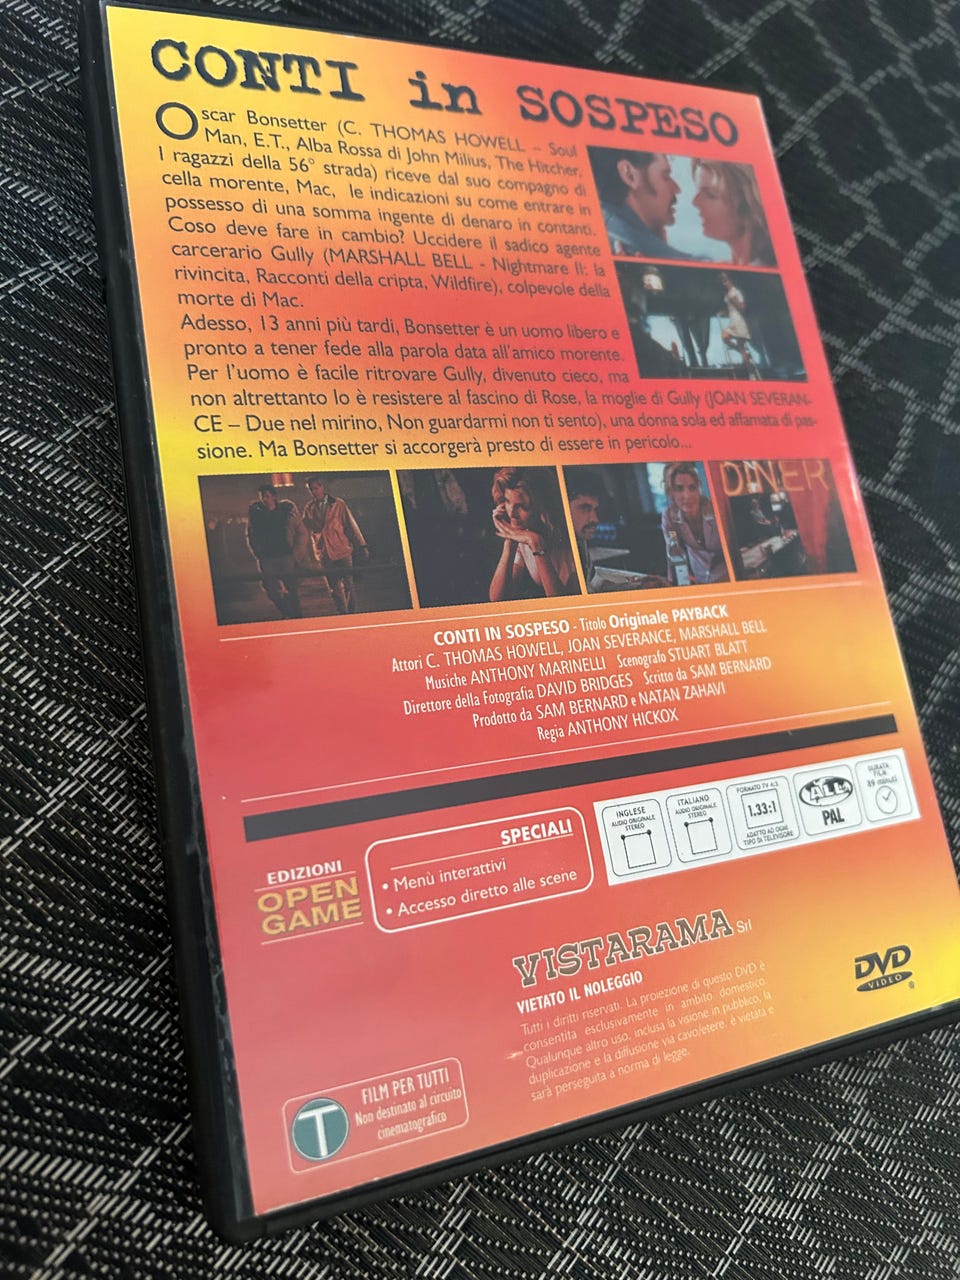 CONTI in SOSPESO
Oscar Bonsetter (C. THOMAS HOWELL – Soul
Man, E.T., Alba Rossa di John Milius, The Hitcher,
I ragazzi della 56° strada) riceve dal suo compagno di
cella morente, Mac, le indicazioni su come entrare in
possesso di una somma ingente di denaro in contanti.
Coso deve fare in cambio? Uccidere il sadico agente
carcerario Gully (MARSHALL BELL - Nightmare II: la
rivincita, Racconti della cripta, Wildfire), colpevole della
morte di Mac.
Adesso, 13 anni più tardi, Bonsetter è un uomo libero e
pronto a tener fede alla parola data all'amico morente.
Per l'uomo è facile ritrovare Gully, divenuto cieco, ma
non altrettanto lo è resistere al fascino di Rose, la moglie di Gully (JOAN SEVERAN-
CE – Due nel mirino, Non guardarmi non ti sento), una donna sola ed affamata di pas-
sione. Ma Bonsetter si accorgerà presto di essere in pericolo...
DINER
CONTI IN SOSPESO - Titolo Originale PAYBACK
Attori C. THOMAS HOWELL, JOAN SEVERANCE, MARSHALL BELL
Musiche ANTHONY MARINELLI Scenografo STUART BLATT
Direttore della Fotografia DAVID BRIDGES Scritto da SAM BERNARD
Prodotto da SAM BERNARD e NATAN ZAHAVI
Regia ANTHONY HICKOX
EDIZIONI
OPEN
GAME
SPECIALI
• Menù interattivi
• Accesso diretto alle scene
INGLESE
AUDIO ORIGINALE
STEREO
ITALIANO
AUDIO ORIGINALE
STEREO
FORMATO TV 4:3
1.33:1
ADATTO AD OGNI
TIPO DI TELEVISORE
ALL
PAL
DURATA
FILM
89 minuti
VISTARAMA Srl
VIETATO IL NOLEGGIO
Tutti i diritti riservati. La proiezione di questo DVD è
consentita esclusivamente in ambito domestico.
Qualunque altro uso, inclusa la visione in pubblico, la
duplicazione e la diffusione via cavo/etere, è vietata e
sarà perseguita a norma di legge.
DVD
VIDEO
T
FILM PER TUTTI
Non destinato al circuito
cinematografico